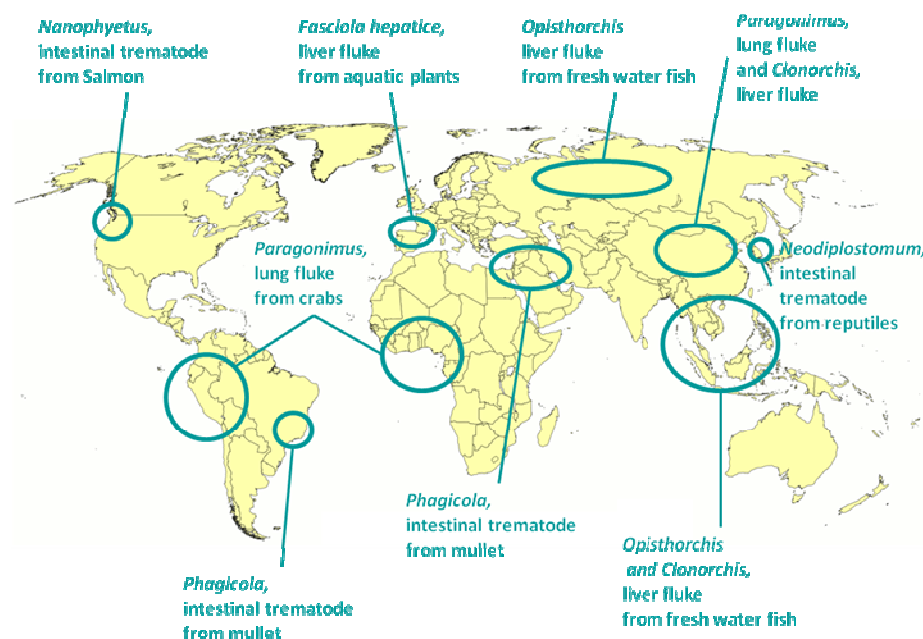 Nanophyetus,
intestinal trematode
from Salmon
Fasciola hepatice,
liver fluke
from aquatic plants
Opisthorchis
liver fluke
from fresh water fish
Paragonimus,
lung fluke
and Clonorchis,
liver fluke
Paragonimus,
lung fluke
from crabs
Neodiplostomum,
intestinal
trematode
from reputiles
Phagicola,
intestinal trematode
from mullet
Opisthorchis
and Clonorchis,
liver fluke
from fresh water fish
Phagicola,
intestinal trematode
from mullet